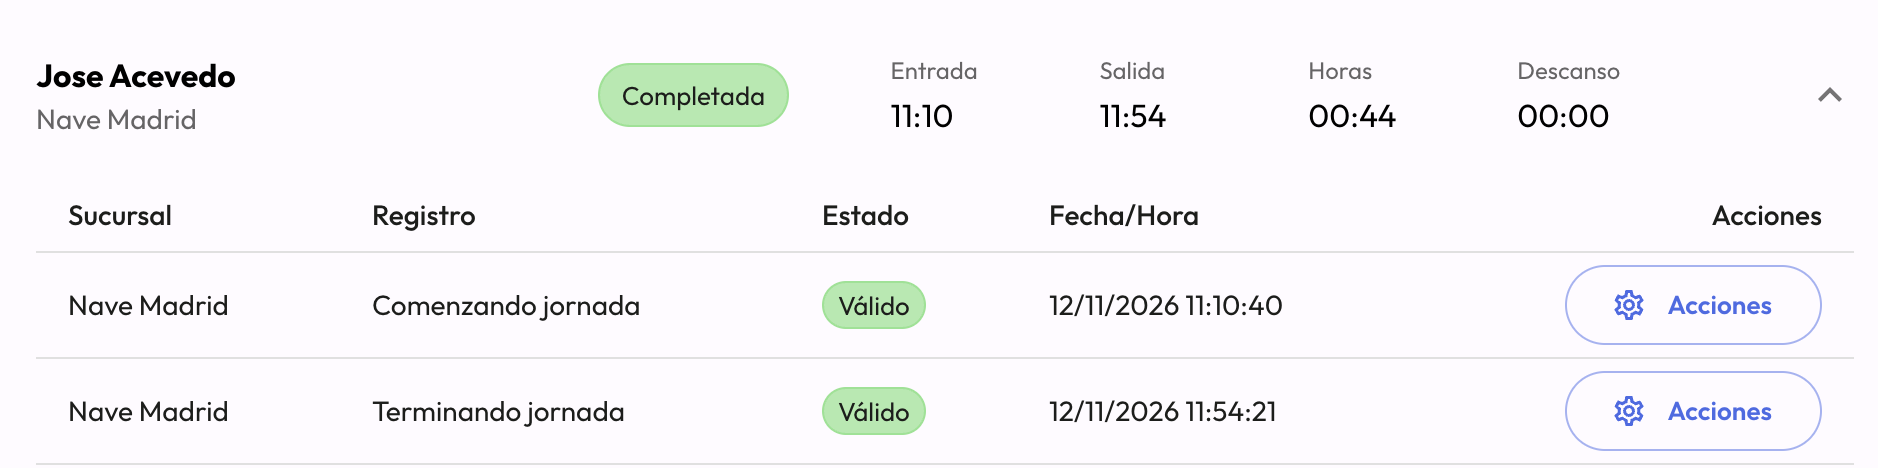 Jose Acevedo
Nave Madrid
Completada
Entrada
11:10
Salida
11:54
Horas
00:44
Descanso
00:00
Sucursal Registro Estado Fecha/Hora Acciones
Nave Madrid Comenzando jornada Válido 12/11/2026 11:10:40 Acciones
Nave Madrid Terminando jornada Válido 12/11/2026 11:54:21 Acciones